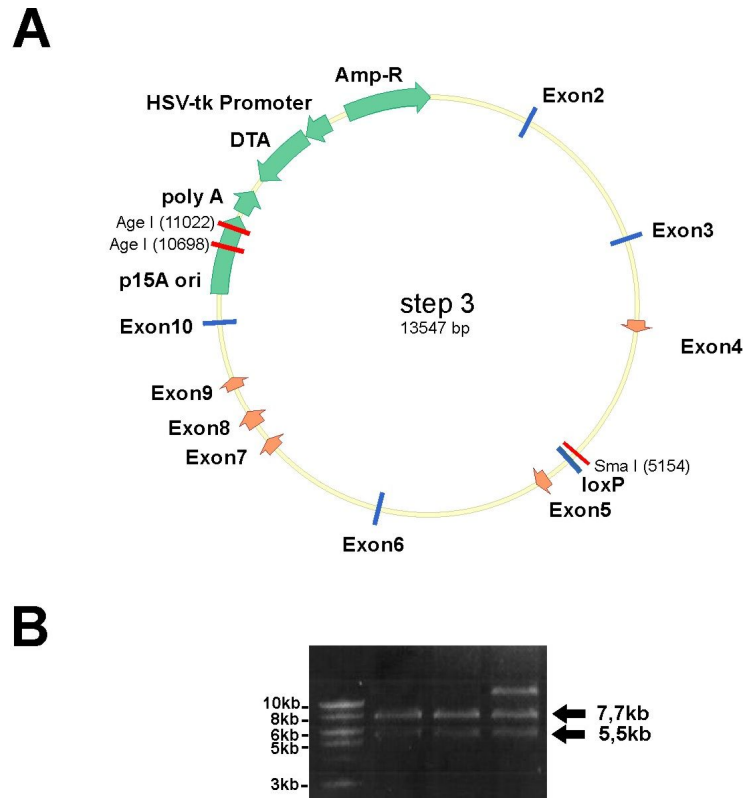 A
Amp-R
HSV-tk Promoter
Exon2
DTA
poly A
Age I (11022)
Age I (10698)
Exon3
p15A ori
step 3
13547 bp
Exon10
Exon4
Exon9
Exon8
Exon7
Sma I (5154)
loxP
Exon5
Exon6
B
10kb
8kb
7,7kb
6kb
5,5kb
5kb
3kb